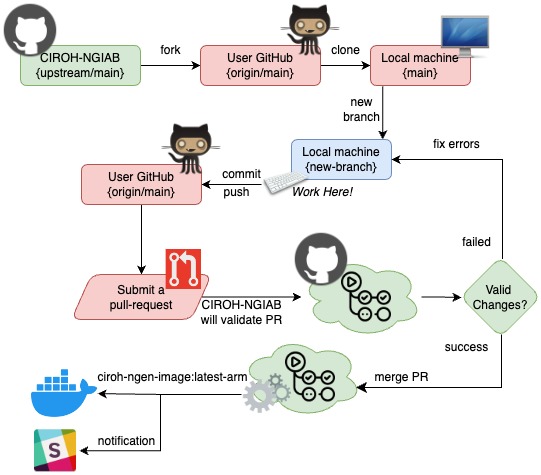 CIROH-NGIAB
{upstream/main}
fork
User GitHub
{origin/main}
clone
Local machine
{main}
new
branch
Local machine
{new-branch}
fix errors
Work Here!
commit
push
User GitHub
{origin/main}
Submit a
pull-request
CIROH-NGIAB
will validate PR
failed
Valid
Changes?
success
merge PR
ciroh-ngen-image:latest-arm
notification
S